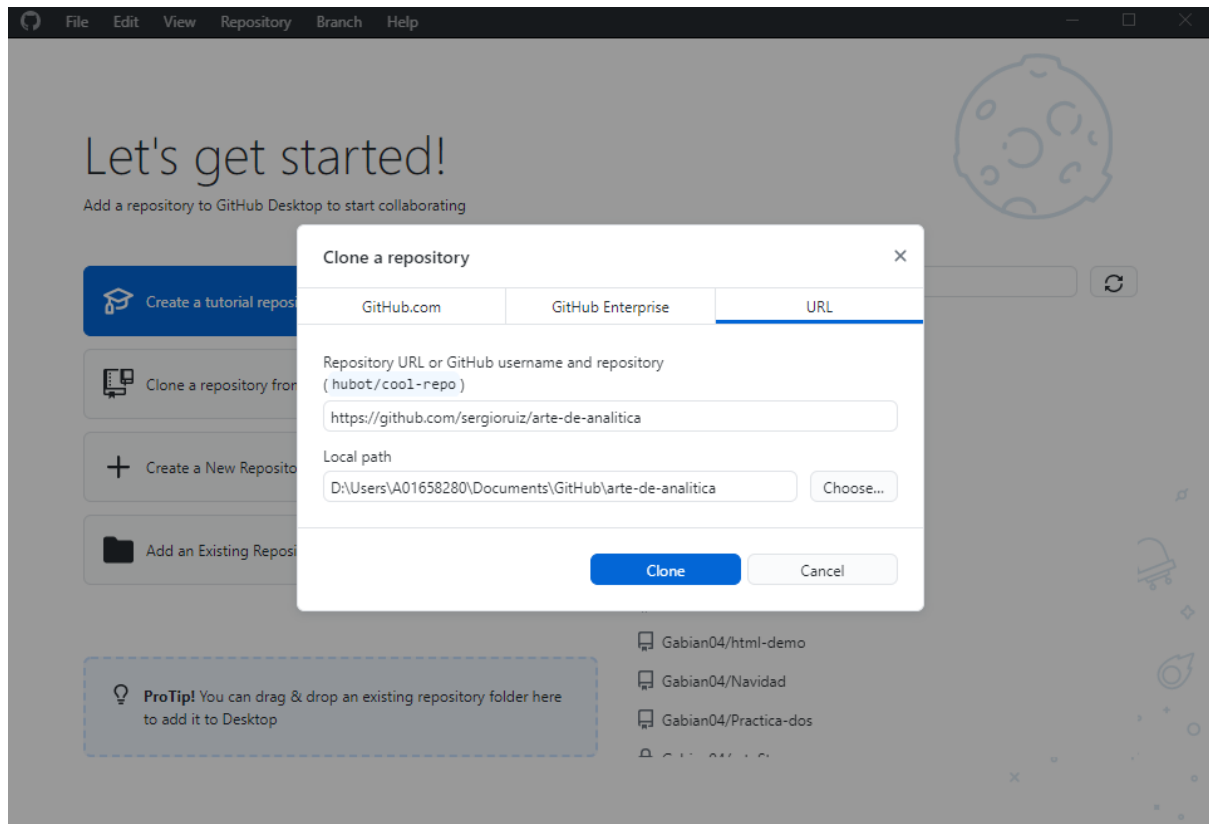 File Edit View Repository Branch Help
Let's get started!
Add a repository to GitHub Desktop to start collaborating
Create a tutorial
Clone a repository
Create a New
Add an Existing
ProTip! You can drag & drop an existing repository folder here
to add it to Desktop
Clone a repository
GitHub.com GitHub Enterprise URL
Repository URL or GitHub username and repository
(hubot/cool-repo)
https://github.com/sergioruiz/arte-de-analitica
Local path
D:\Users\A01658280\Documents\GitHub\arte-de-analitica
Choose...
Clone Cancel
Gabian04/html-demo
Gabian04/Navidad
Gabian04/Practica-dos